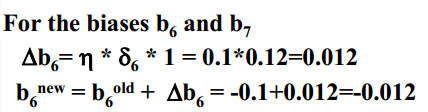 For the biases b₆ and b₇
Δb₆= η * δ₆ * 1 = 0.1*0.12=0.012
b₆ⁿᵉʷ = b₆ᵒˡᵈ + Δb₆ = -0.1+0.012=-0.012